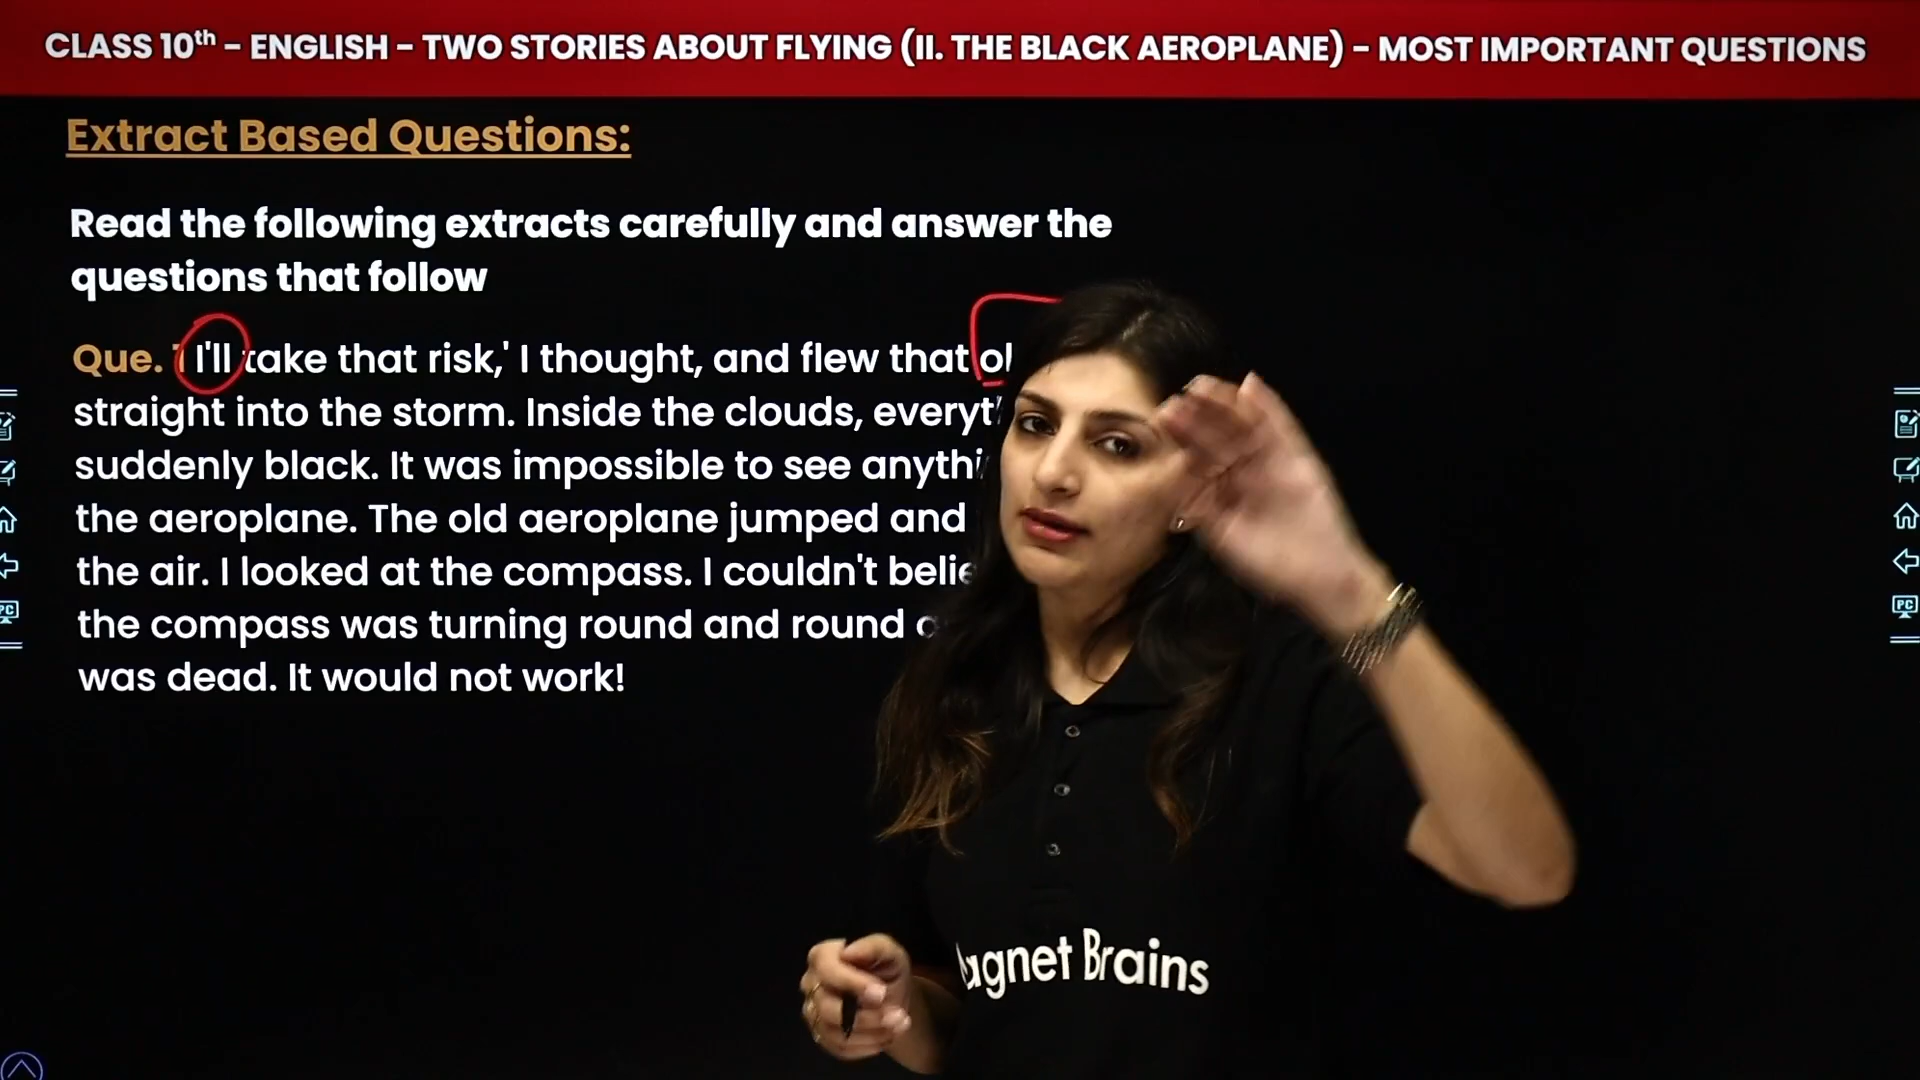 CLASS 10th - ENGLISH - TWO STORIES ABOUT FLYING (II. THE BLACK AEROPLANE) - MOST IMPORTANT QUESTIONS
Extract Based Questions:
Read the following extracts carefully and answer the
questions that follow
Que. I'll take that risk,' I thought, and flew that
straight into the storm. Inside the clouds,
suddenly black. It was impossible to see
the aeroplane. The old aeroplane jumped and
the air. I looked at the compass. I couldn't
the compass was turning round and round
was dead. It would not work!
Brains
PC
PC